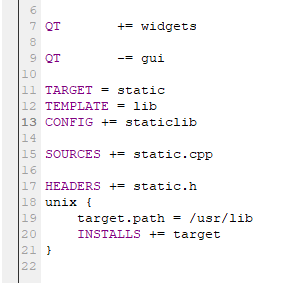 6
7 QT       += widgets
8
9 QT       -= gui
10
11 TARGET = static
12 TEMPLATE = lib
13 CONFIG += staticlib
14
15 SOURCES += static.cpp
16
17 HEADERS += static.h
18 unix {
19     target.path = /usr/lib
20     INSTALLS += target
21 }
22